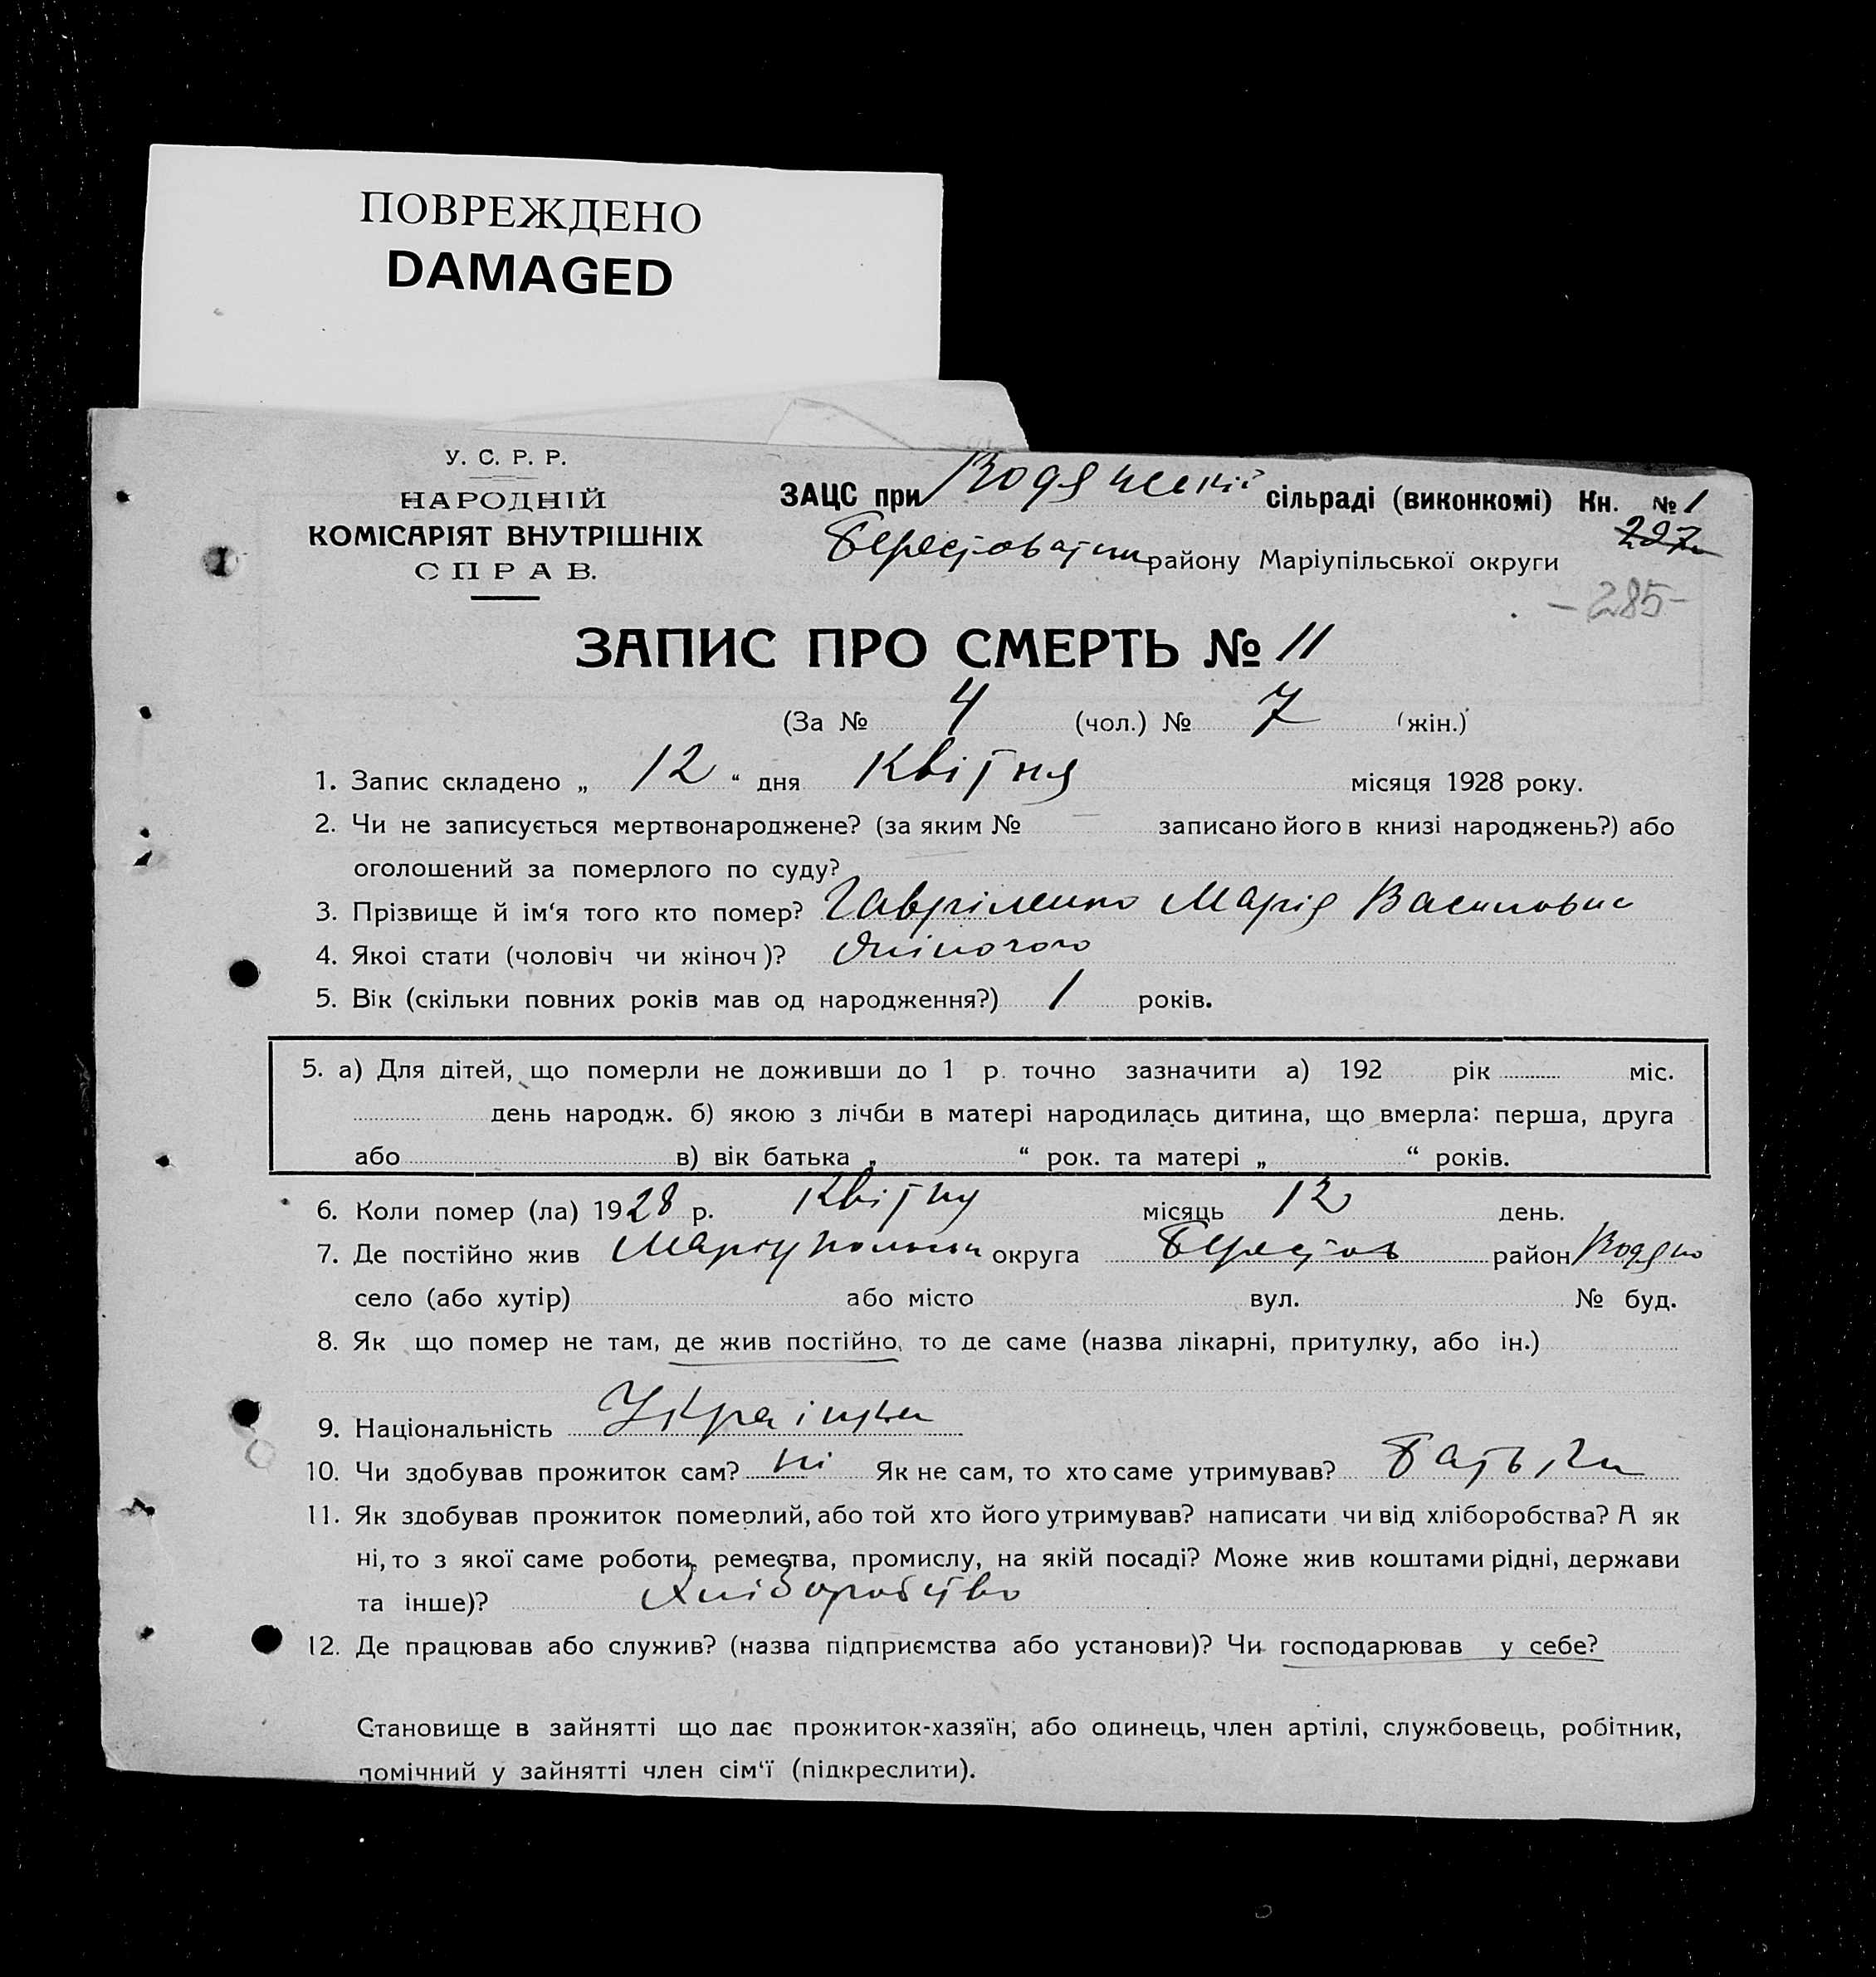 ПОВРЕЖДЕНО
DAMAGED
У. С. Р. Р.
НАРОДНІЙ
КОМІСАРІЯТ ВНУТРІШНІХ
СПРАВ.
ЗАЦС при Водянській сільраді (виконкомі) Кн. № 1
227
районy Маріупільської округи
-285-
ЗАПИС ПРО СМЕРТЬ № 11
(За № 4 (чол.) № 7 (жін.)
1. Запис складено „ 12 “ дня Квітня місяця 1928 року.
2. Чи не записується мертвонароджене? (за яким № — записано його в книзі народжень?) або
оголошений за померлого по суду?
3. Прізвище й ім‘я того кто помер? Гавріленко Марія Василовна
4. Якоі стати (чоловіч чи жіноч)? Жіночого
5. Вік (скільки повних років мав од народження?) 1 років.
5. а) Для дітей, що померли не доживши до 1 р. точно зазначити а) 192 рік міс.
день народж. б) якою з лічби в матері народилась дитина, що вмерла: перша, друга
або в) вік батька „ “ рок. та матері „ “ років.
6. Коли помер (ла) 1928 р. Квітну місяць 12 день.
7. Де постійно жив округа Берестов район Водяно
село (або хутір) або місто вул. № буд.
8. Як що помер не там, де жив постійно, то де саме (назва лікарні, притулку, або ін.)
9. Національність Українка
10. Чи здобував прожиток сам? ні Як не сам, то хто саме утримував? Батьки
11. Як здобував прожиток померлий, або той хто його утримував? написати чи від хліборобства? А як
ні, то з якої саме роботи, ремества, промислу, на якій посаді? Може жив коштами рідні, держави
та інше)? Хліборобство
12. Де працював або служив? (назва підприємства або установи)? Чи господарював у себе?
Становище в зайнятті що дає прожиток-хазяїн, або одинець, член артілі, службовець, робітник,
помічний у зайнятті член сім‘ї (підкреслити).